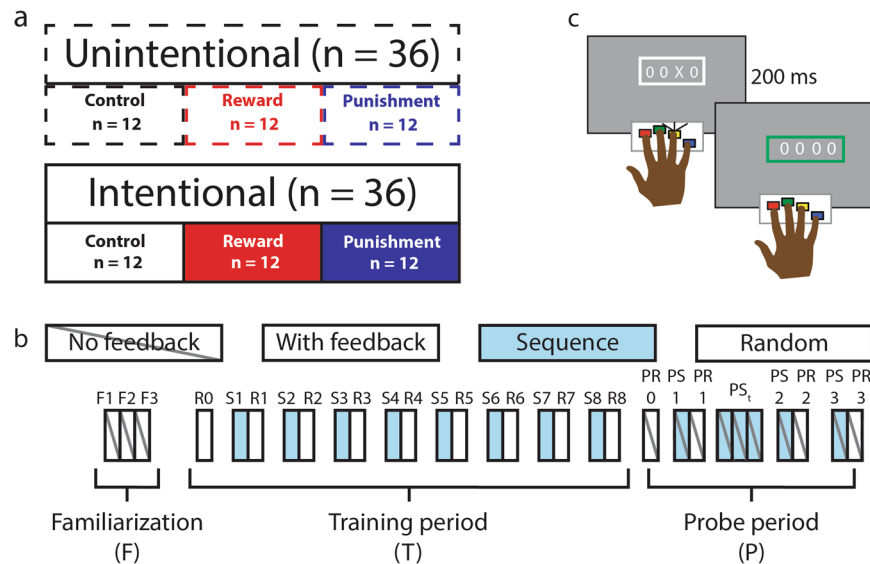 a
Unintentional (n = 36)
Control
n = 12
Reward
n = 12
Punishment
n = 12
Intentional (n = 36)
Control
n = 12
Reward
n = 12
Punishment
n = 12
c
0 0 X 0
200 ms
0 0 0 0
b
No feedback
With feedback
Sequence
Random
F1 F2 F3
R0 S1 R1 S2 R2 S3 R3 S4 R4 S5 R5 S6 R6 S7 R7 S8 R8
PR PS PR PS PR PS PR
0 1 1 PSt 2 2 3 3
Familiarization
(F)
Training period
(T)
Probe period
(P)